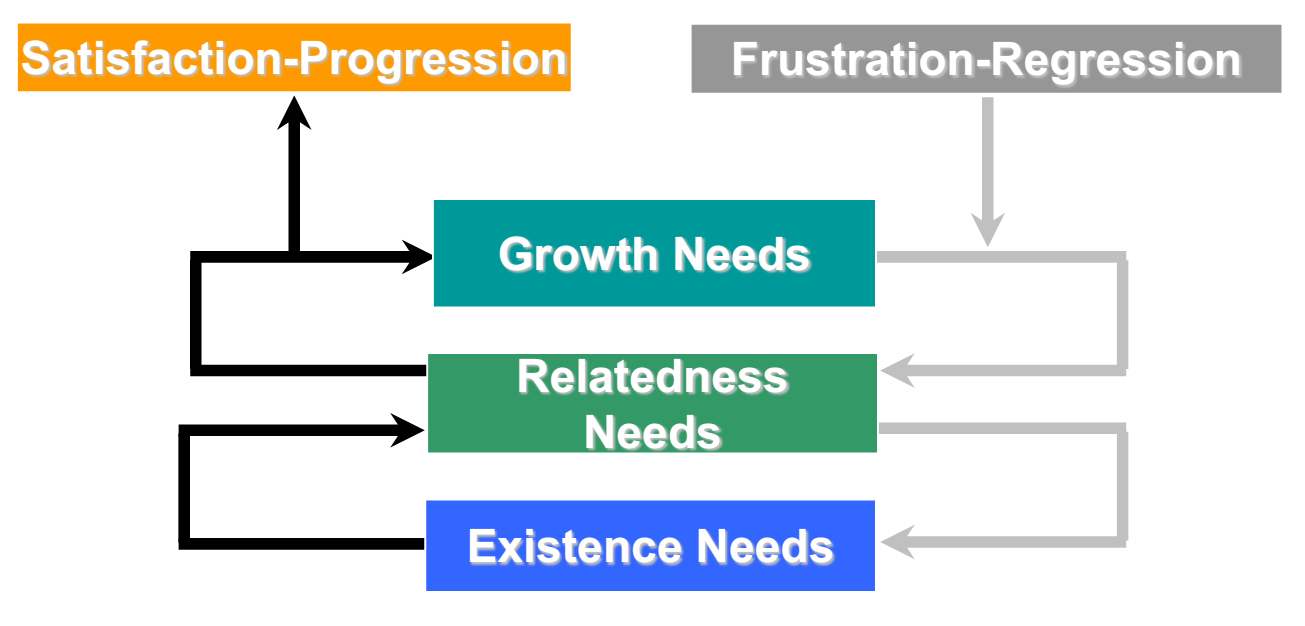 Satisfaction-Progression
Frustration-Regression
Growth Needs
Relatedness
Needs
Existence Needs